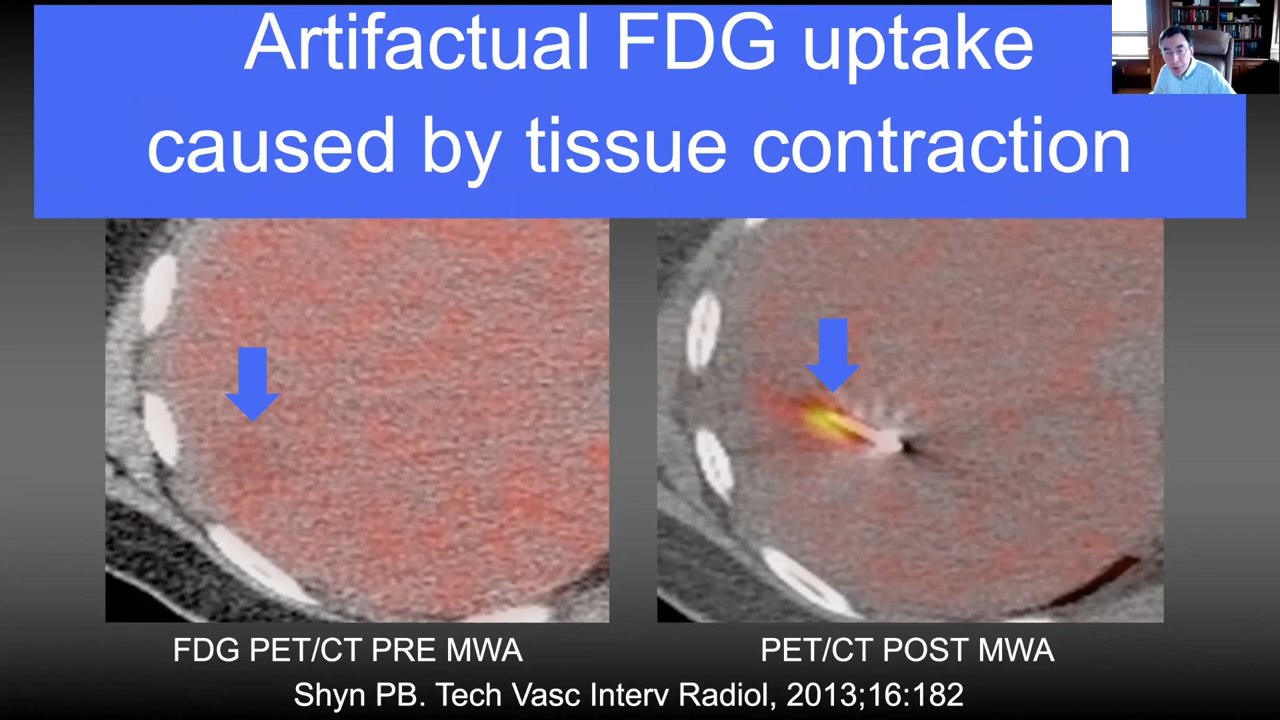 Artifactual FDG uptake
caused by tissue contraction
FDG PET/CT PRE MWA
PET/CT POST MWA
Shyn PB. Tech Vasc Interv Radiol, 2013;16:182